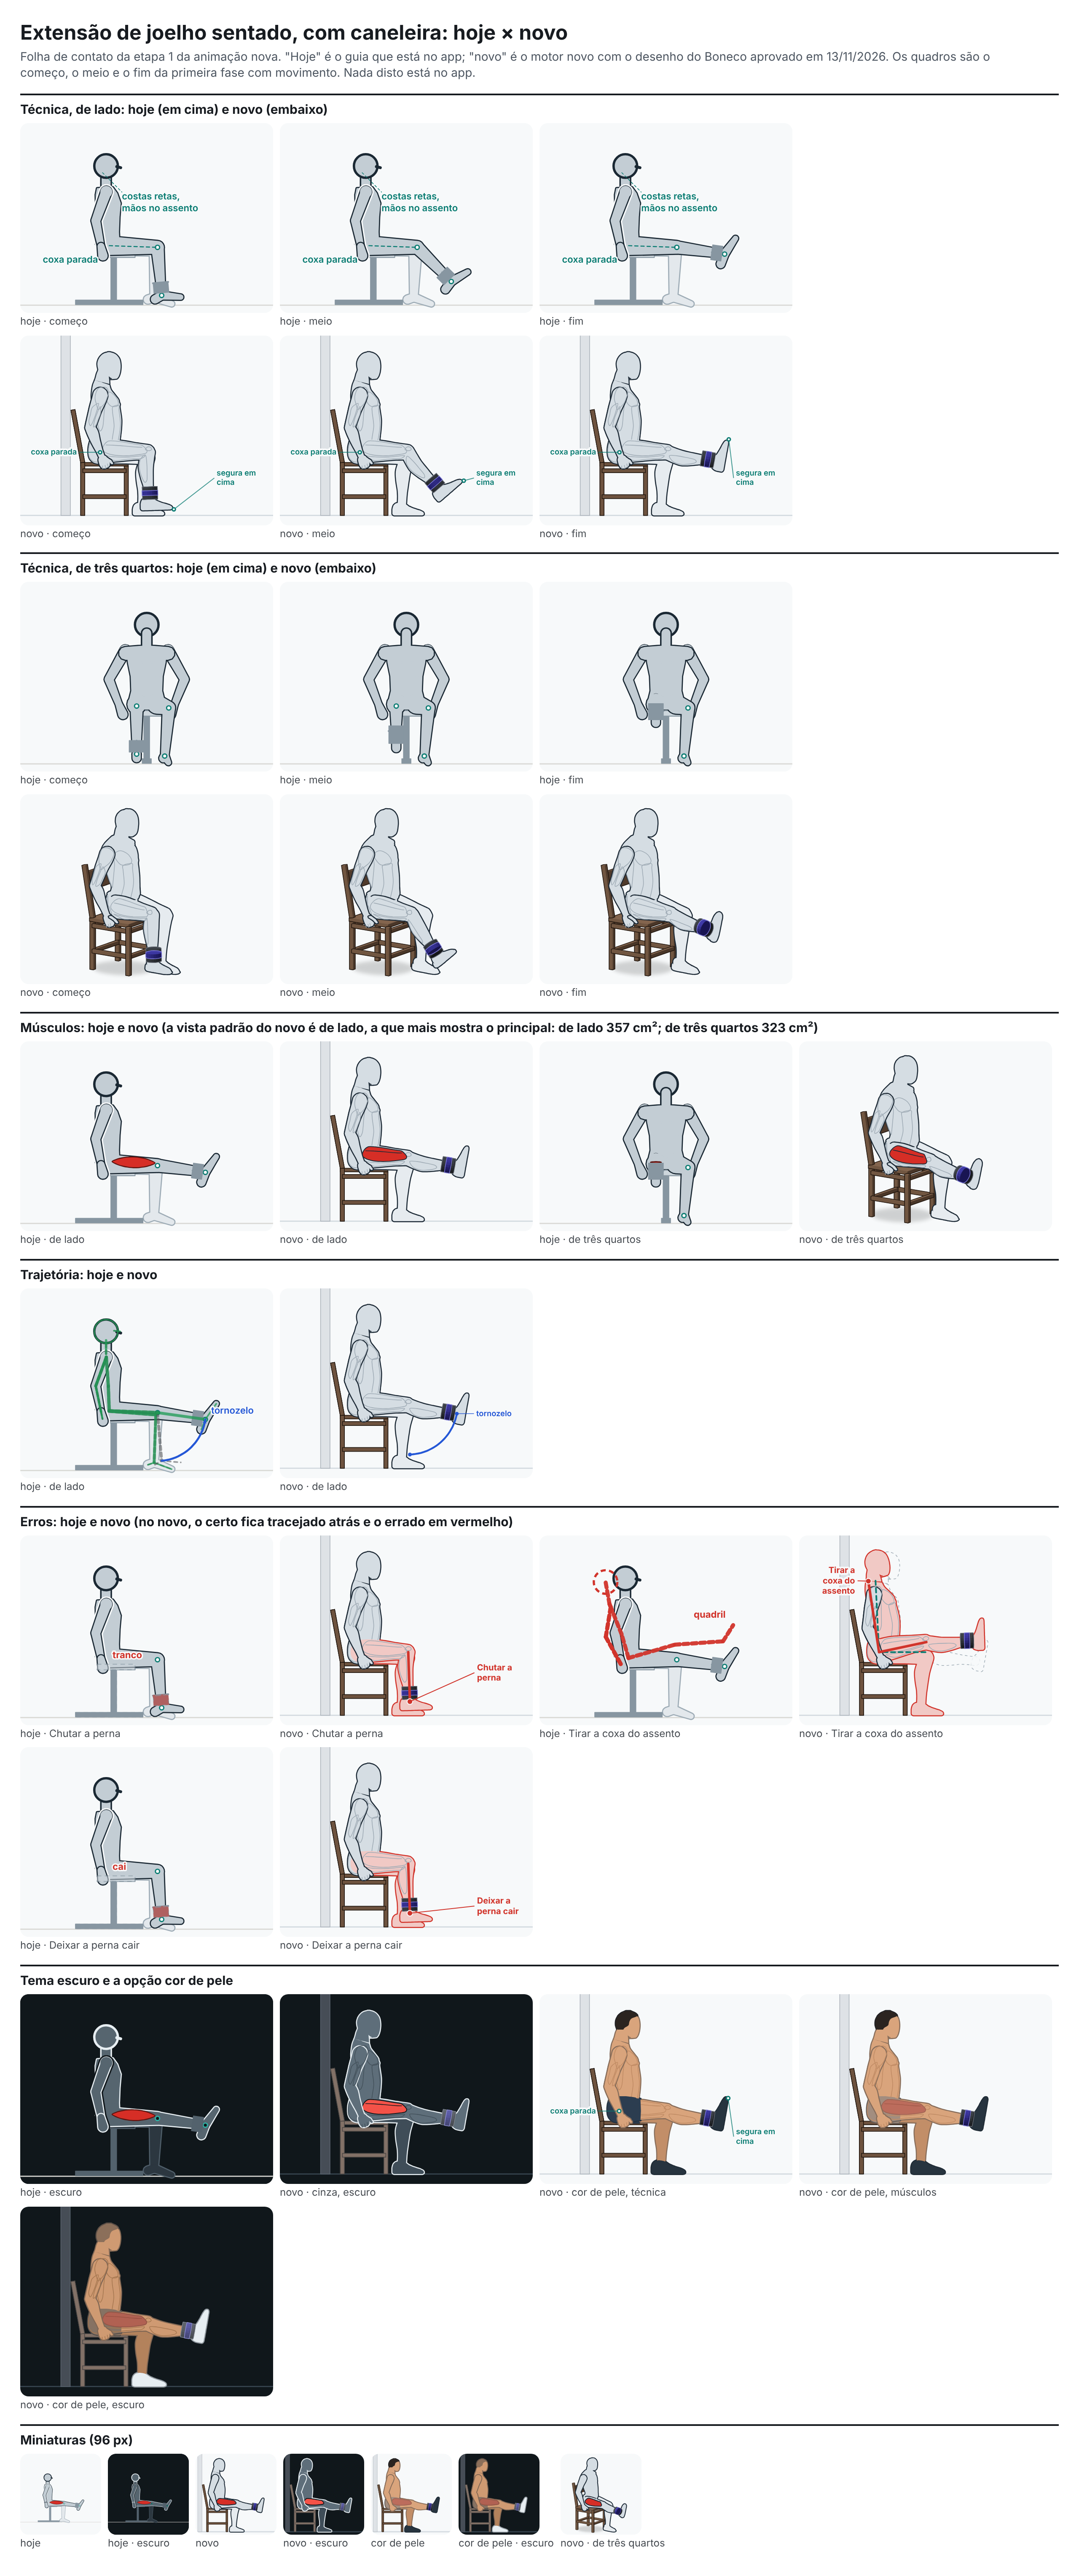 Extensão de joelho sentado, com caneleira: hoje × novo
Folha de contato da etapa 1 da animação nova. "Hoje" é o guia que está no app; "novo" é o motor novo com o desenho do Boneco aprovado em 13/11/2026. Os quadros são o
começo, o meio e o fim da primeira fase com movimento. Nada disto está no app.
Técnica, de lado: hoje (em cima) e novo (embaixo)
costas retas,
mãos no assento
coxa parada
costas retas,
mãos no assento
coxa parada
costas retas,
mãos no assento
coxa parada
hoje · começo
hoje · meio
hoje · fim
coxa parada
segura em
cima
coxa parada
segura em
cima
coxa parada
segura em
cima
novo · começo
novo · meio
novo · fim
Técnica, de três quartos: hoje (em cima) e novo (embaixo)
hoje · começo
hoje · meio
hoje · fim
novo · começo
novo · meio
novo · fim
Músculos: hoje e novo (a vista padrão do novo é de lado, a que mais mostra o principal: de lado 357 cm²; de três quartos 323 cm²)
hoje · de lado
novo · de lado
hoje · de três quartos
novo · de três quartos
Trajetória: hoje e novo
tornozelo
tornozelo
hoje · de lado
novo · de lado
Erros: hoje e novo (no novo, o certo fica tracejado atrás e o errado em vermelho)
tranco
Chutar a
perna
quadril
Tirar a
coxa do
assento
hoje · Chutar a perna
novo · Chutar a perna
hoje · Tirar a coxa do assento
novo · Tirar a coxa do assento
cai
Deixar a
perna cair
hoje · Deixar a perna cair
novo · Deixar a perna cair
Tema escuro e a opção cor de pele
coxa parada
segura em
cima
hoje · escuro
novo · cinza, escuro
novo · cor de pele, técnica
novo · cor de pele, músculos
novo · cor de pele, escuro
Miniaturas (96 px)
hoje
hoje · escuro
novo
novo · escuro
cor de pele
cor de pele · escuro
novo · de três quartos